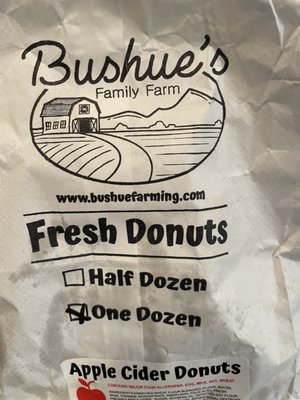 Bushue's
Family Farm
www.bushuefarming.com
Fresh Donuts
Half Dozen
One Dozen
Apple Cider Donuts
CONTAINS MAJOR FOOD ALLERGENS: EGG, MILK, SOY, WHEAT